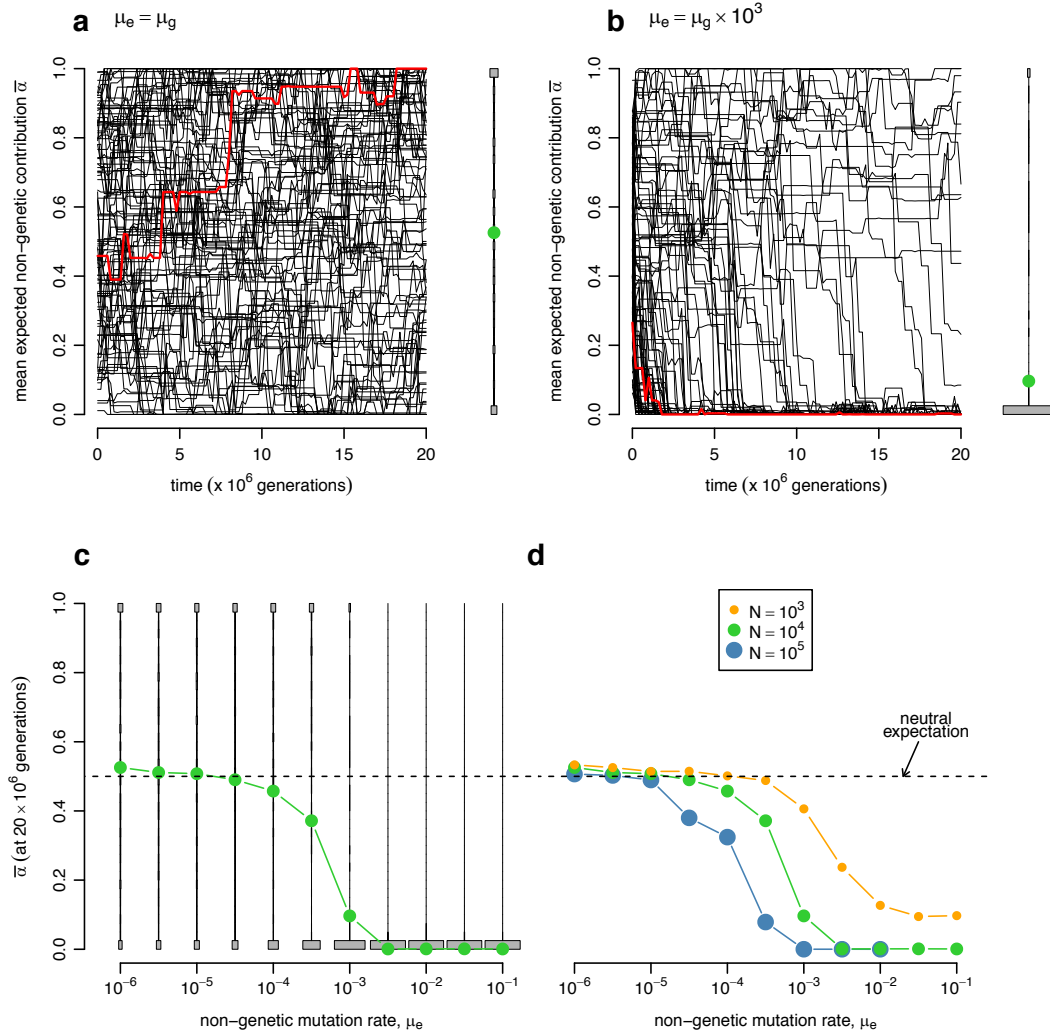 a
μe = μg
mean expected non−genetic contribution α̅
1.0
0.8
0.6
0.4
0.2
0.0
0 5 10 15 20
time (x 10⁶ generations)
b
μe = μg × 10³
mean expected non−genetic contribution α̅
1.0
0.8
0.6
0.4
0.2
0.0
0 5 10 15 20
time (x 10⁶ generations)
c
α̅ (at 20 × 10⁶ generations)
1.0
0.8
0.6
0.4
0.2
0.0
10⁻⁶ 10⁻⁵ 10⁻⁴ 10⁻³ 10⁻² 10⁻¹
non−genetic mutation rate, μe
d
N = 10³
N = 10⁴
N = 10⁵
neutral
expectation
10⁻⁶ 10⁻⁵ 10⁻⁴ 10⁻³ 10⁻² 10⁻¹
non−genetic mutation rate, μe